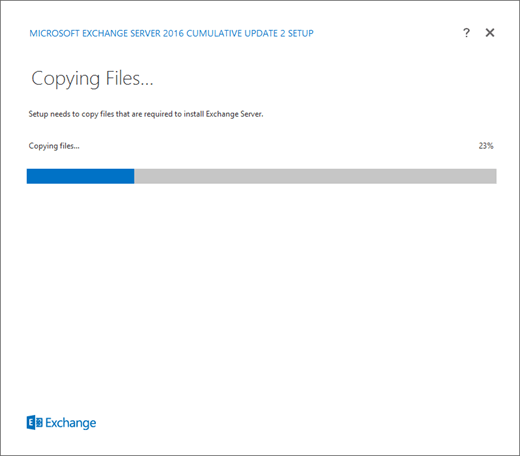 MICROSOFT EXCHANGE SERVER 2016 CUMULATIVE UPDATE 2 SETUP
?
Copying Files...
Setup needs to copy files that are required to install Exchange Server.
Copying files... 23%
Exchange